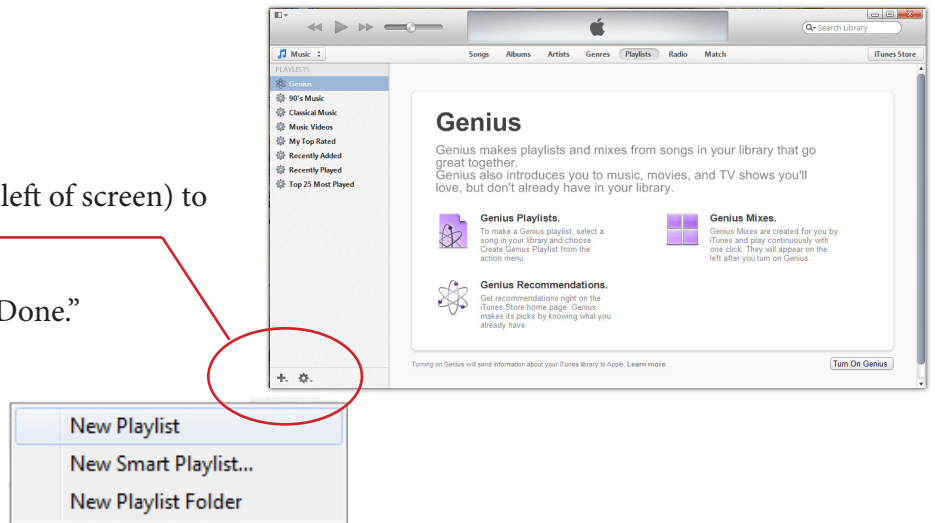 Search Library
Music
Songs Albums Artists Genres Playlists Radio Match
iTunes Store
PLAYLISTS
Genius
90's Music
Classical Music
Music Videos
My Top Rated
Recently Added
Recently Played
Top 25 Most Played
Genius
Genius makes playlists and mixes from songs in your library that go
great together.
Genius also introduces you to music, movies, and TV shows you'll
love, but don't already have in your library.
Genius Playlists.
To make a Genius playlist, select a
song in your library and choose
Create Genius Playlist from the
action menu.
Genius Mixes.
Genius Mixes are created for you by
iTunes and play continuously with
one click. They will appear on the
left after you turn on Genius.
Genius Recommendations.
Get recommendations right on the
iTunes Store home page. Genius
makes its picks by knowing what you
already have.
Turning on Genius will send information about your iTunes library to Apple. Learn more.
Turn On Genius
left of screen) to
Done.”
New Playlist
New Smart Playlist...
New Playlist Folder